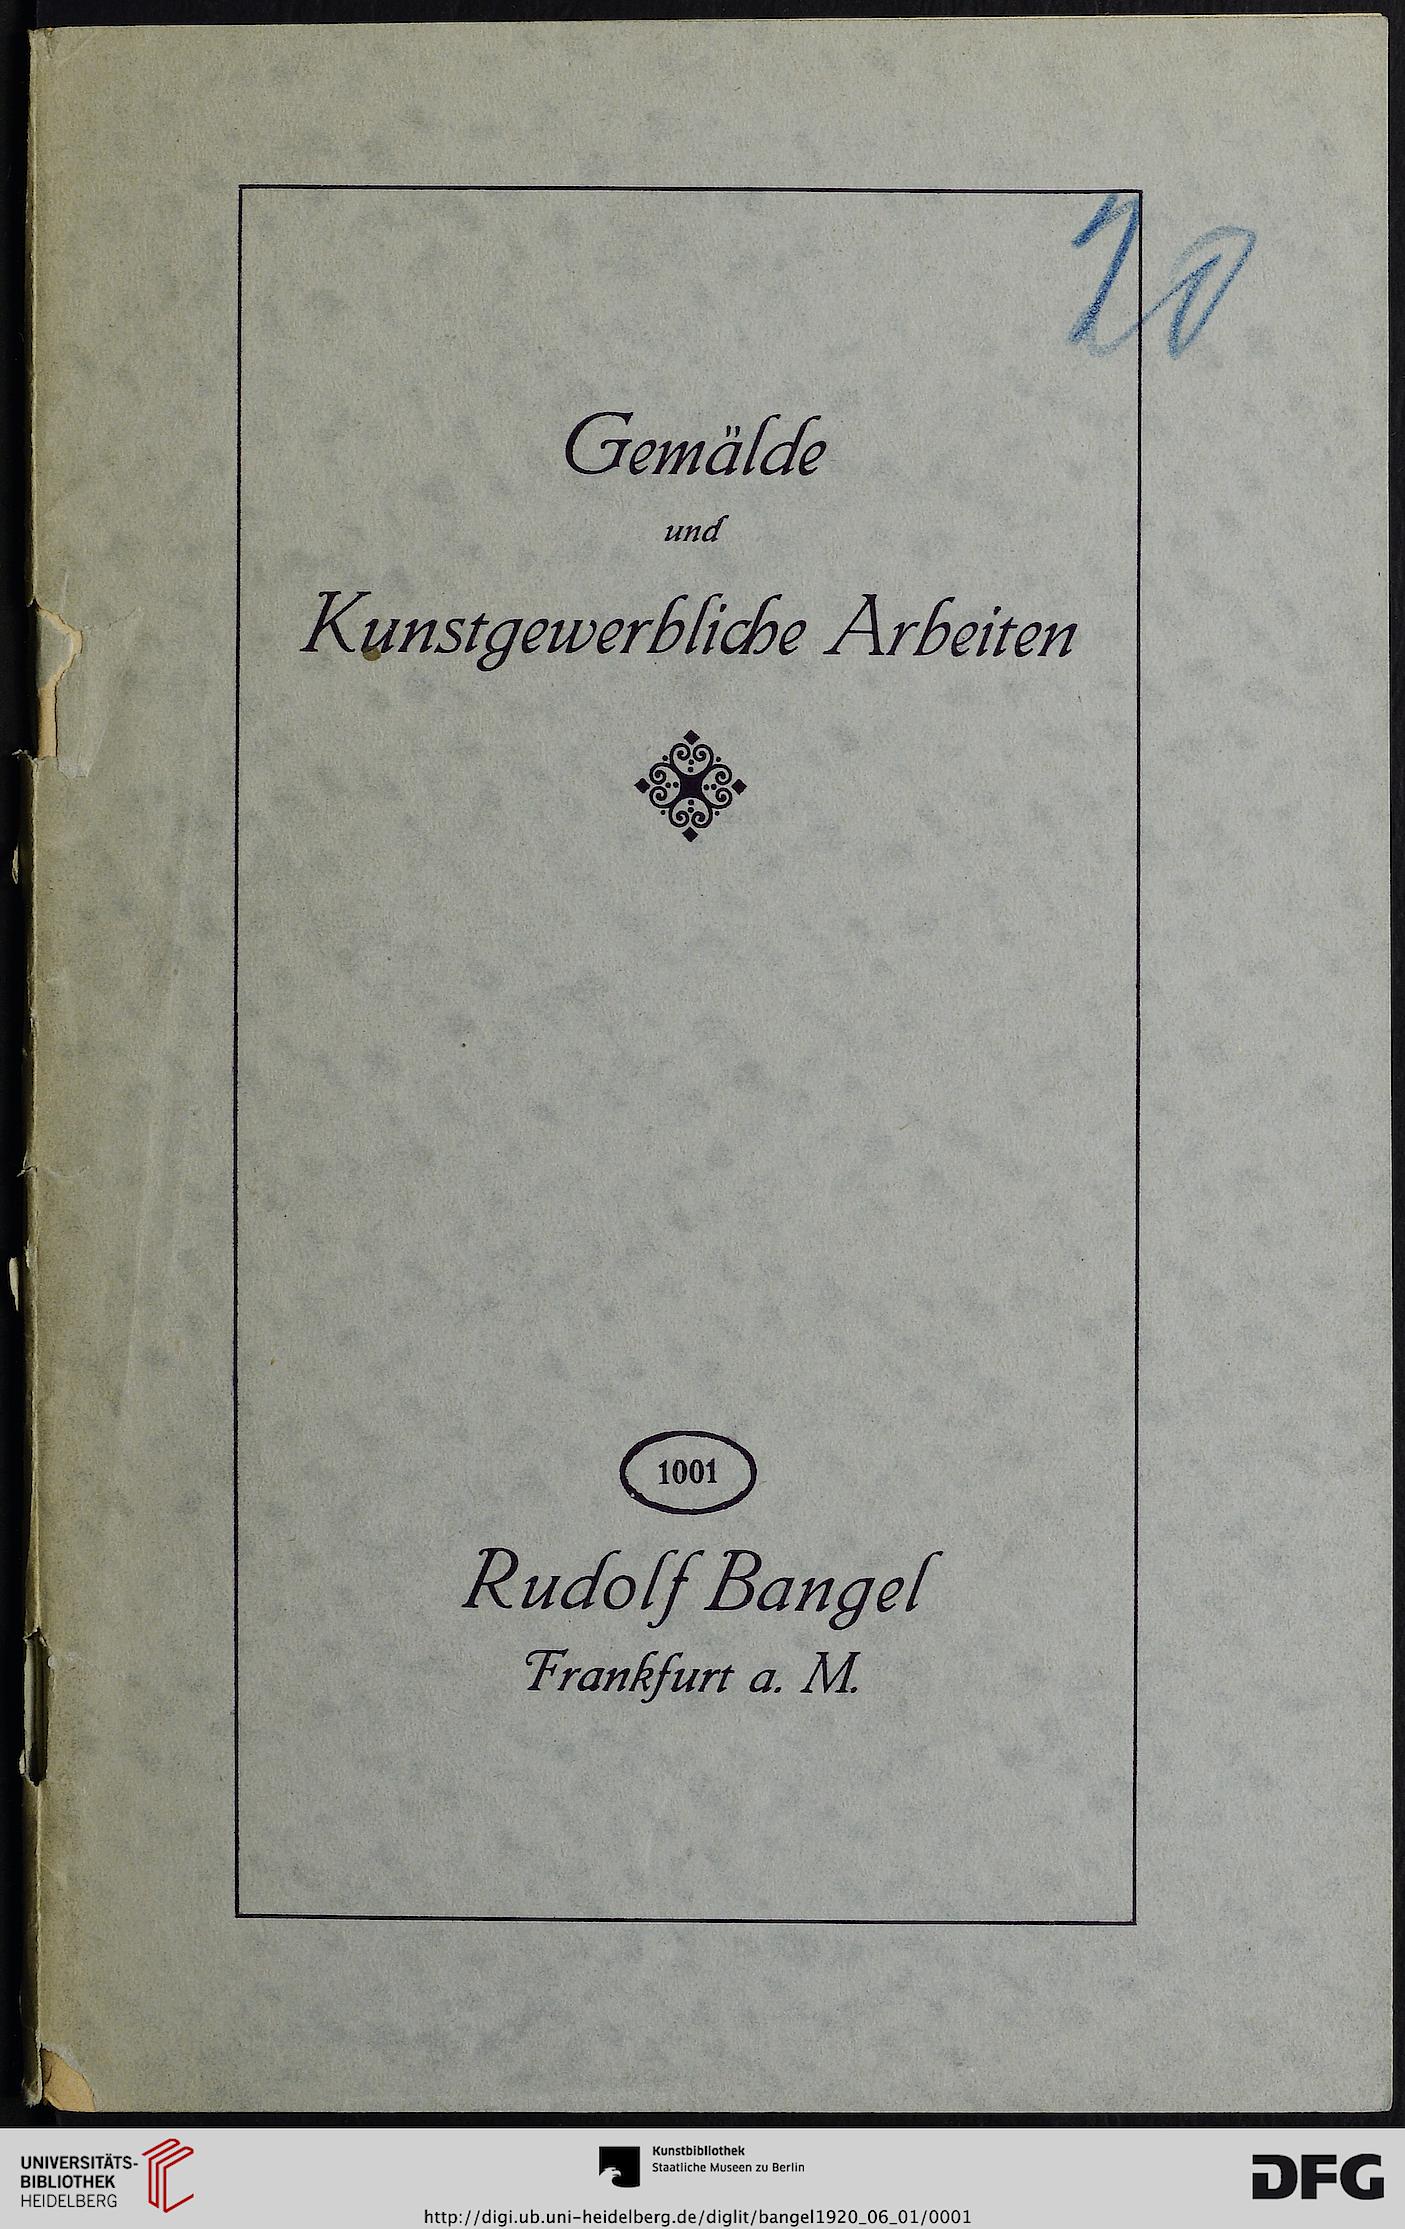 20
Gemälde
und
Kunstgewerbliche Arbeiten
1001
Rudolf Bangel
Frankfurt a. M.
UNIVERSITÄTS-
BIBLIOTHEK
HEIDELBERG
Kunstbibliothek
Staatliche Museen zu Berlin
http://digi.ub.uni-heidelberg.de/diglit/bangel1920_06_01/0001
DFG